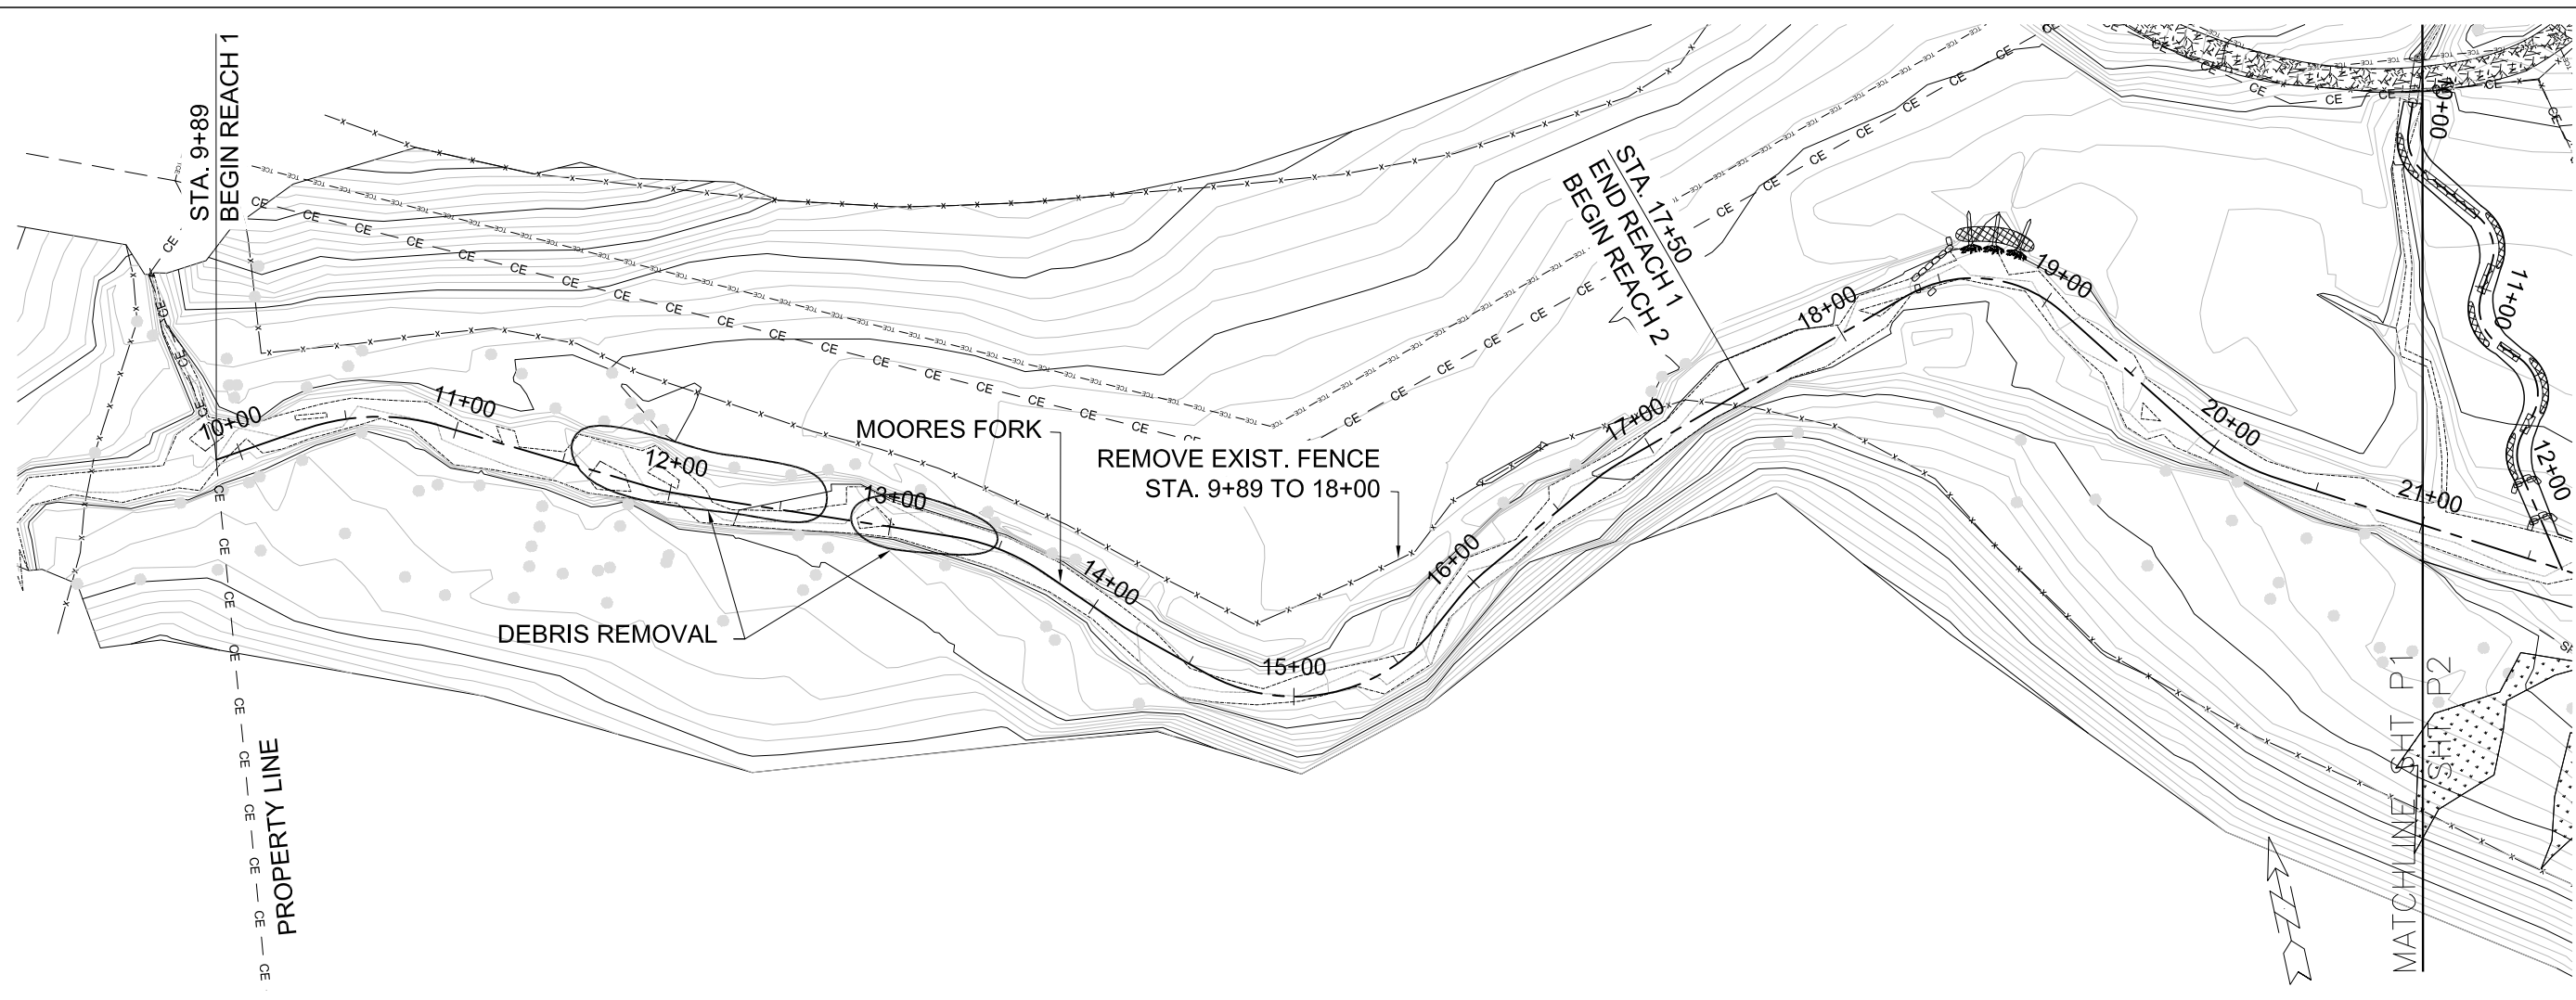 STA. 9+89
BEGIN REACH 1
STA. 17+50
END REACH 1
BEGIN REACH 2
10+00
11+00
12+00
13+00
14+00
15+00
16+00
17+00
18+00
19+00
20+00
21+00
11+00
12+00
MOORES FORK
REMOVE EXIST. FENCE
STA. 9+89 TO 18+00
DEBRIS REMOVAL
PROPERTY LINE
MATCHLINE SHT P1
SHT P2
CE
TCE